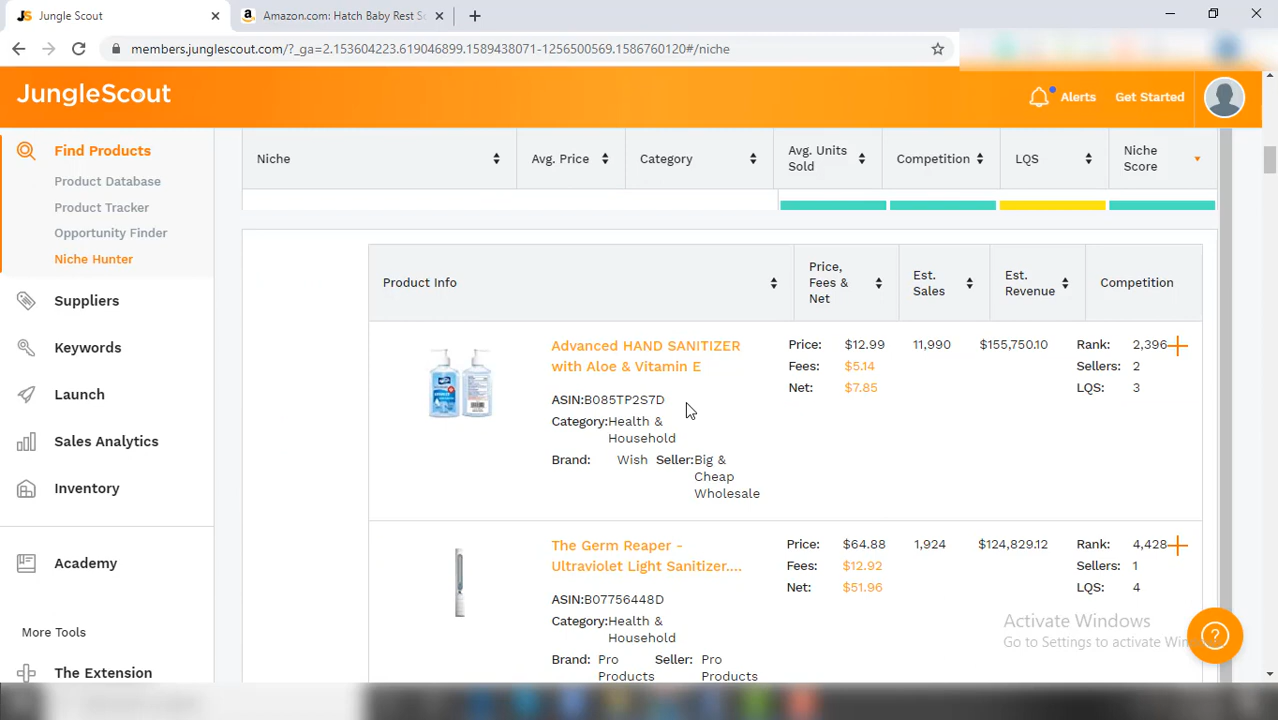 Jungle Scout
Amazon.com: Hatch Baby Rest So
members.junglescout.com/?_ga=2.153604223.619046899.1589438071-1256500569.1586760120#/niche
JungleScout
Alerts
Get Started
Find Products
Product Database
Product Tracker
Opportunity Finder
Niche Hunter
Suppliers
Keywords
Launch
Sales Analytics
Inventory
Academy
More Tools
The Extension
Niche
Avg. Price
Category
Avg. Units
Sold
Competition
LQS
Niche
Score
Product Info
Price,
Fees &
Net
Est.
Sales
Est.
Revenue
Competition
Advanced HAND SANITIZER
with Aloe & Vitamin E
ASIN:B085TP2S7D
Category:Health &
Household
Brand: Wish Seller:Big &
Cheap
Wholesale
Price: $12.99
Fees: $5.14
Net: $7.85
11,990
$155,750.10
Rank: 2,396
Sellers: 2
LQS: 3
The Germ Reaper -
Ultraviolet Light Sanitizer....
ASIN:B07756448D
Category:Health &
Household
Brand: Pro Seller: Pro
Products Products
Price: $64.88
Fees: $12.92
Net: $51.96
1,924
$124,829.12
Rank: 4,428
Sellers: 1
LQS: 4
Activate Windows
Go to Settings to activate Win
?